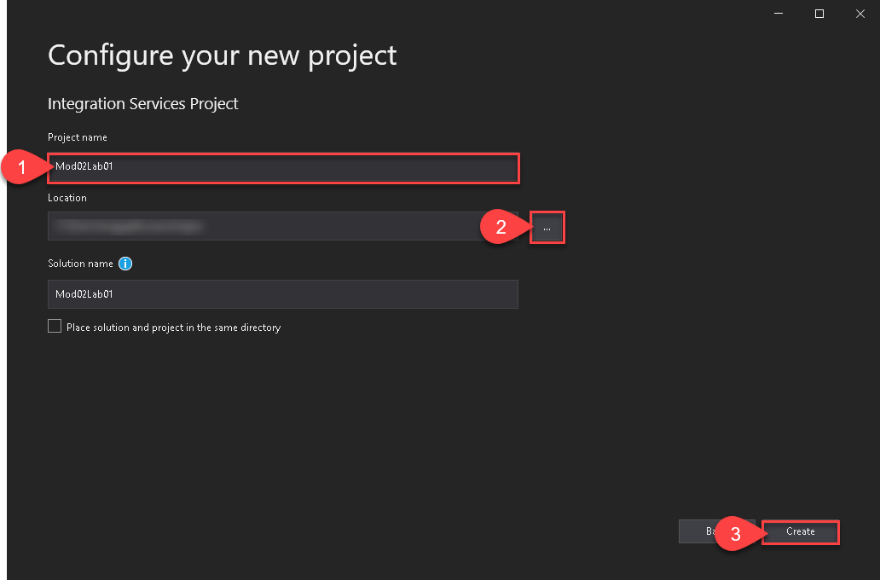 Configure your new project
Integration Services Project
Project name
1
Mod02Lab01
Location
2
...
Solution name
Mod02Lab01
Place solution and project in the same directory
3
Create